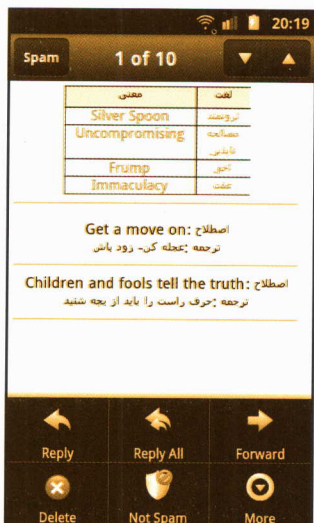 20:19
Spam 1 of 10
معنی لغت
Silver Spoon ثروتمند
Uncompromising مصالحه
ناپذیر
Frump
Immaculacy عفت
Get a move on: اصطلاح
ترجمه :عجله کن- زود باش
Children and fools tell the truth: اصطلاح
ترجمه :حرف راست را باید از بچه شنید
Reply Reply All Forward
Delete Not Spam More